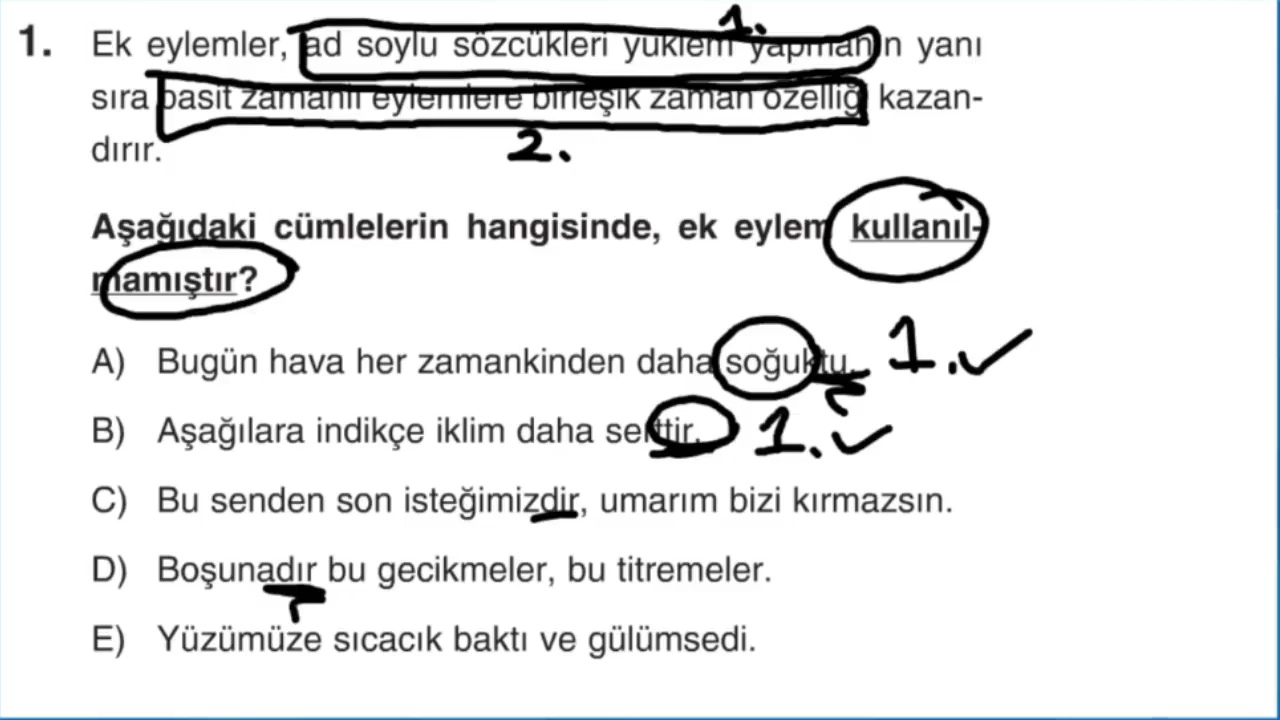 1.
1. Ek eylemler, ad soylu sözcükleri yüklem yapmanın yanı
sıra basit zamanlı eylemlere birleşik zaman özelliği kazan-
dırır.
2.
Aşağıdaki cümlelerin hangisinde, ek eylem kullanıl-
mamıştır?
A) Bugün hava her zamankinden daha soğuktu. 1.✓
B) Aşağılara indikçe iklim daha serttir. 1.✓
C) Bu senden son isteğimizdir, umarım bizi kırmazsın.
D) Boşunadır bu gecikmeler, bu titremeler.
E) Yüzümüze sıcacık baktı ve gülümsedi.